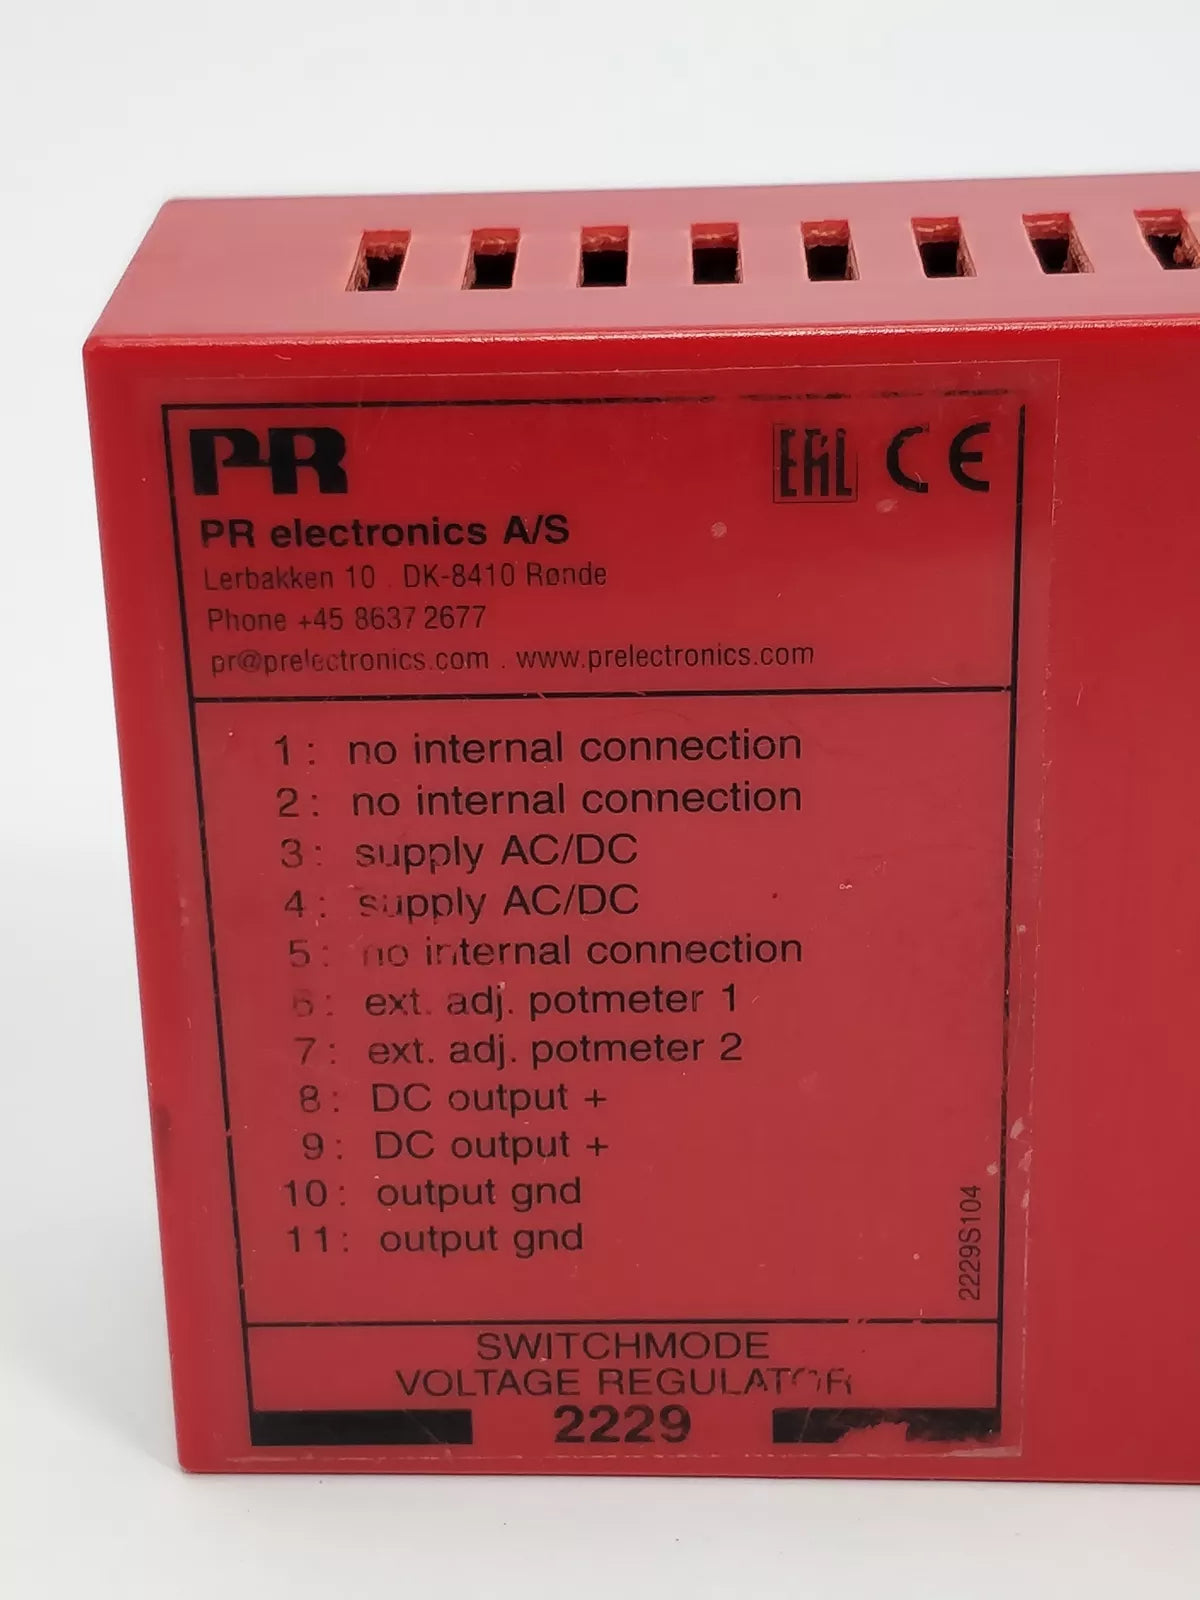 PR
EAC CE
PR electronics A/S
Lerbakken 10 . DK-8410 Rønde
Phone +45 8637 2677
pr@prelectronics.com . www.prelectronics.com
1: no internal connection
2: no internal connection
3: supply AC/DC
4: supply AC/DC
5: no internal connection
6: ext. adj. potmeter 1
7: ext. adj. potmeter 2
8: DC output +
9: DC output +
10: output gnd
11: output gnd
2229S104
SWITCHMODE
VOLTAGE REGULATOR
2229